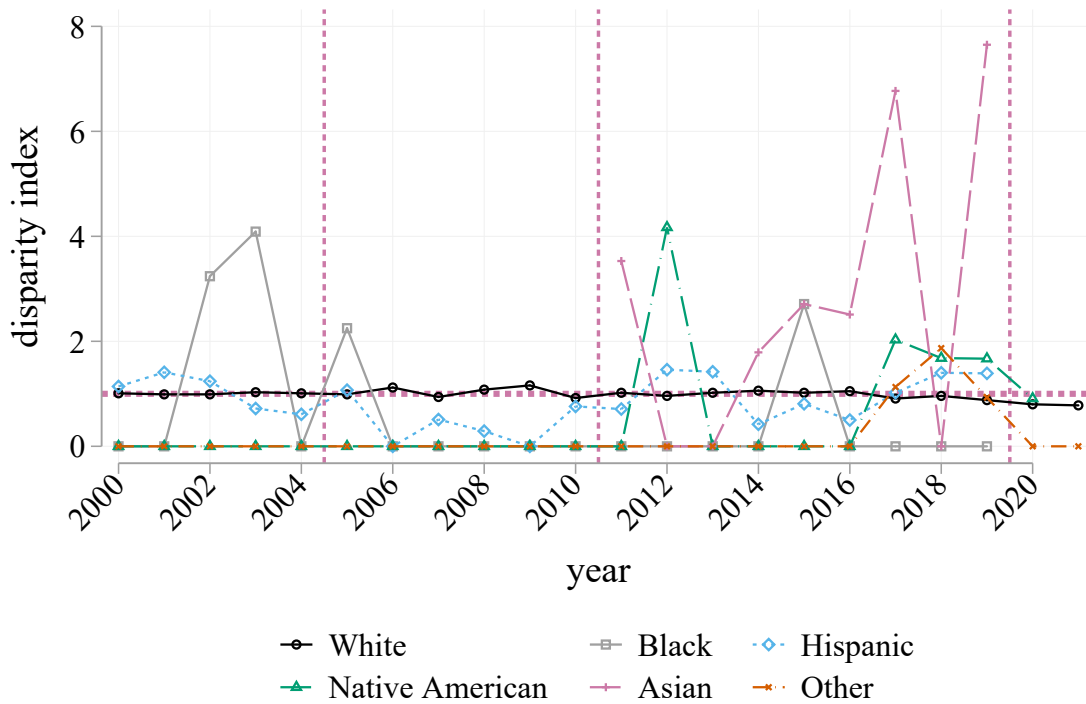 disparity index
8
6
4
2
0
2000 2002 2004 2006 2008 2010 2012 2014 2016 2018 2020
year
White Black Hispanic
Native American Asian Other